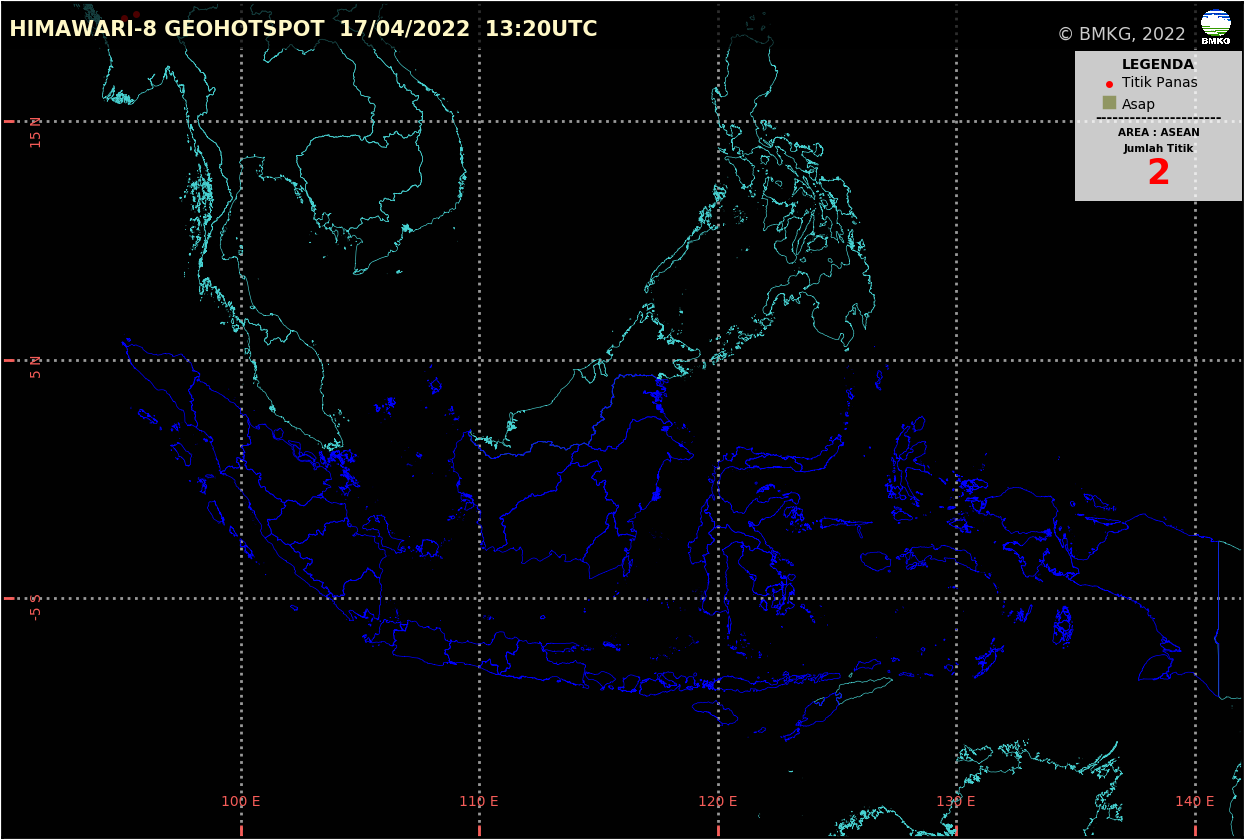 HIMAWARI-8 GEOHOTSPOT 17/04/2022 13:20UTC
© BMKG, 2022
BMKG
LEGENDA
Titik Panas
Asap
AREA : ASEAN
Jumlah Titik
2
15 N
5 N
-5 S
100 E
110 E
120 E
130 E
140 E